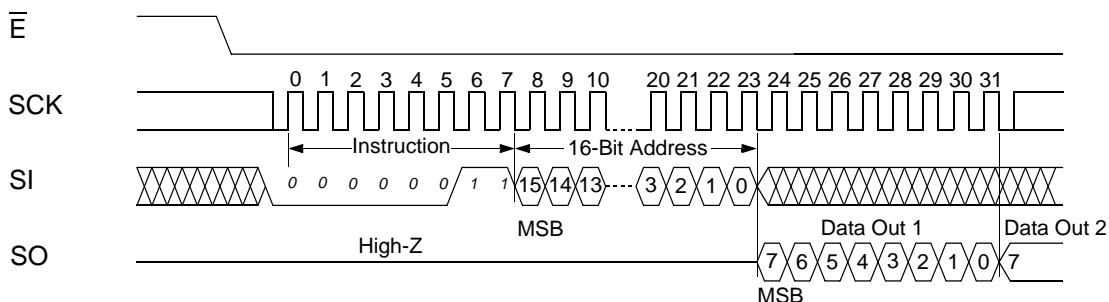 E
0 1 2 3 4 5 6 7 8 9 10 20 21 22 23 24 25 26 27 28 29 30 31
SCK
Instruction 16-Bit Address
SI 0 0 0 0 0 0 1 1 15 14 13 3 2 1 0
MSB Data Out 1 Data Out 2
High-Z
SO 7 6 5 4 3 2 1 0 7
MSB